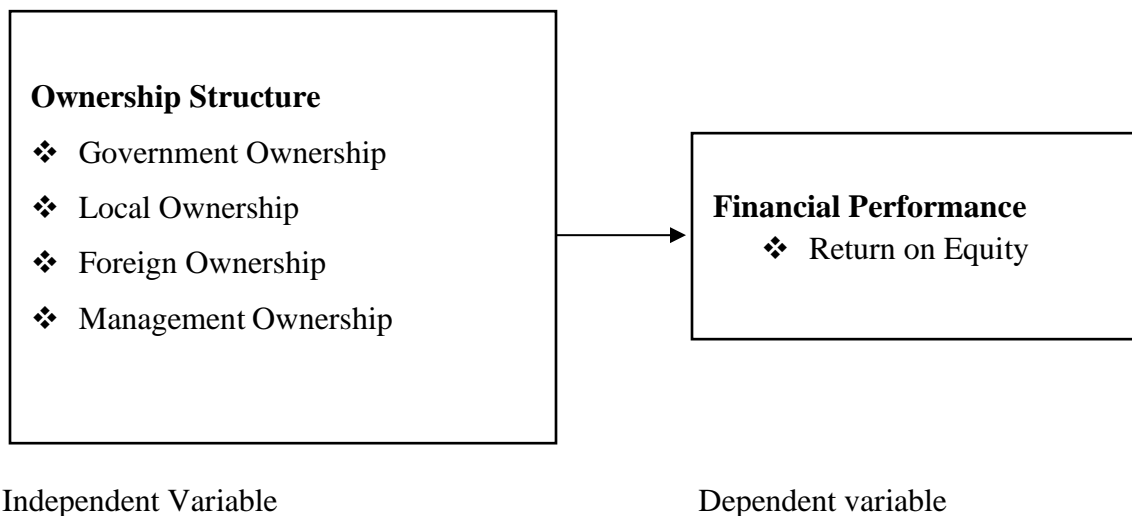 Ownership Structure
❖ Government Ownership
❖ Local Ownership
❖ Foreign Ownership
❖ Management Ownership
Financial Performance
❖ Return on Equity
Independent Variable
Dependent variable